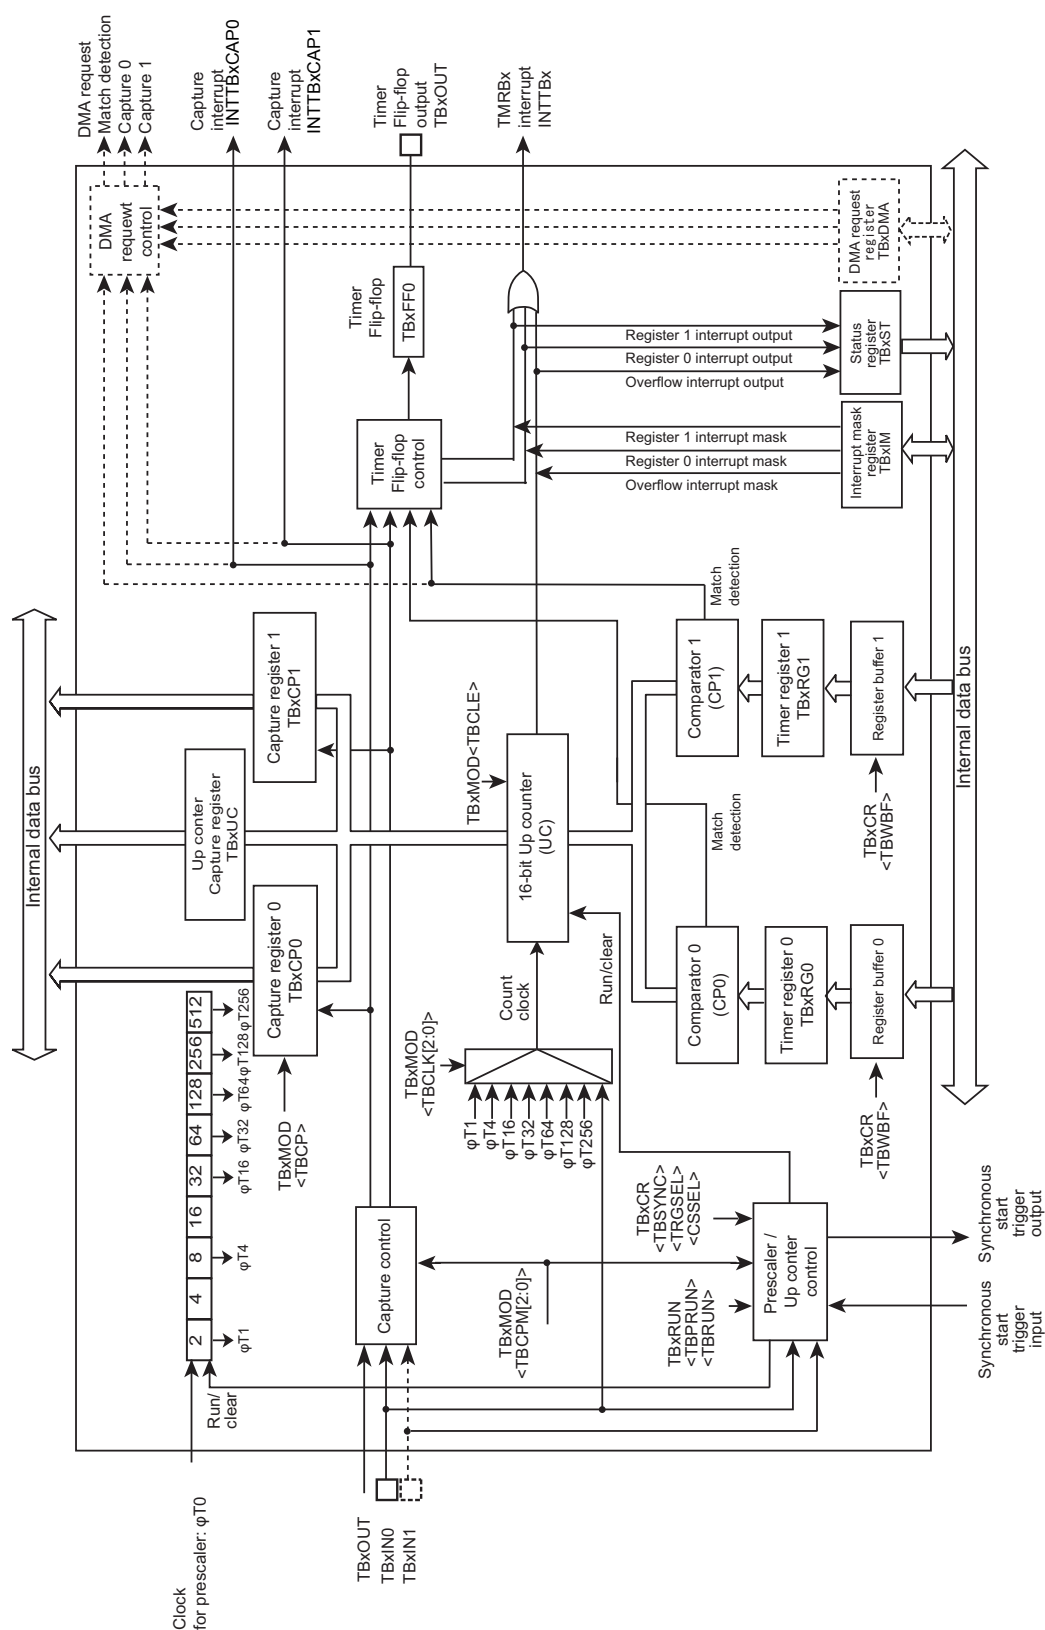 Clock
for prescaler: φT0
Run/
clear
2
4
8
16
32
64
128
256
512
φT1
φT4
φT16
φT32
φT64
φT128
φT256
Internal data bus
DMA request
Match detection
Capture 0
Capture 1
Capture
interrupt
INTTBxCAP0
Capture
interrupt
INTTBxCAP1
Timer
Flip-flop
output
TBxOUT
TMRBx
interrupt
INTTBx
DMA
requewt
control
Up conter
Capture register
TBxUC
TBxMOD
<TBCP>
Capture register 0
TBxCP0
Capture register 1
TBxCP1
TBxOUT
TBxIN0
TBxIN1
Capture control
Timer
Flip-flop
control
Timer
Flip-flop
TBxFF0
TBxMOD
<TBCLK[2:0]>
φT1
φT4
φT16
φT32
φT64
φT128
φT256
Count
clock
TBxMOD<TBCLE>
16-bit Up counter
(UC)
Run/clear
TBxMOD
<TBCPM[2:0]>
TBxCR
<TBSYNC>
<TRGSEL>
<CSSEL>
TBxRUN
<TBPRUN>
<TBRUN>
Prescaler /
Up conter
control
Comparator 0
(CP0)
Match
detection
Comparator 1
(CP1)
Match
detection
Timer register 0
TBxRG0
Timer register 1
TBxRG1
Register buffer 0
Register buffer 1
TBxCR
<TBWBF>
TBxCR
<TBWBF>
Register 1 interrupt output
Register 0 interrupt output
Overflow interrupt output
Register 1 interrupt mask
Register 0 interrupt mask
Overflow interrupt mask
Interrupt mask
register
TBxIM
Status
register
TBxST
DMA request
register
TBxDMA
Internal data bus
Synchronous
start
trigger
input
Synchronous
start
trigger
output